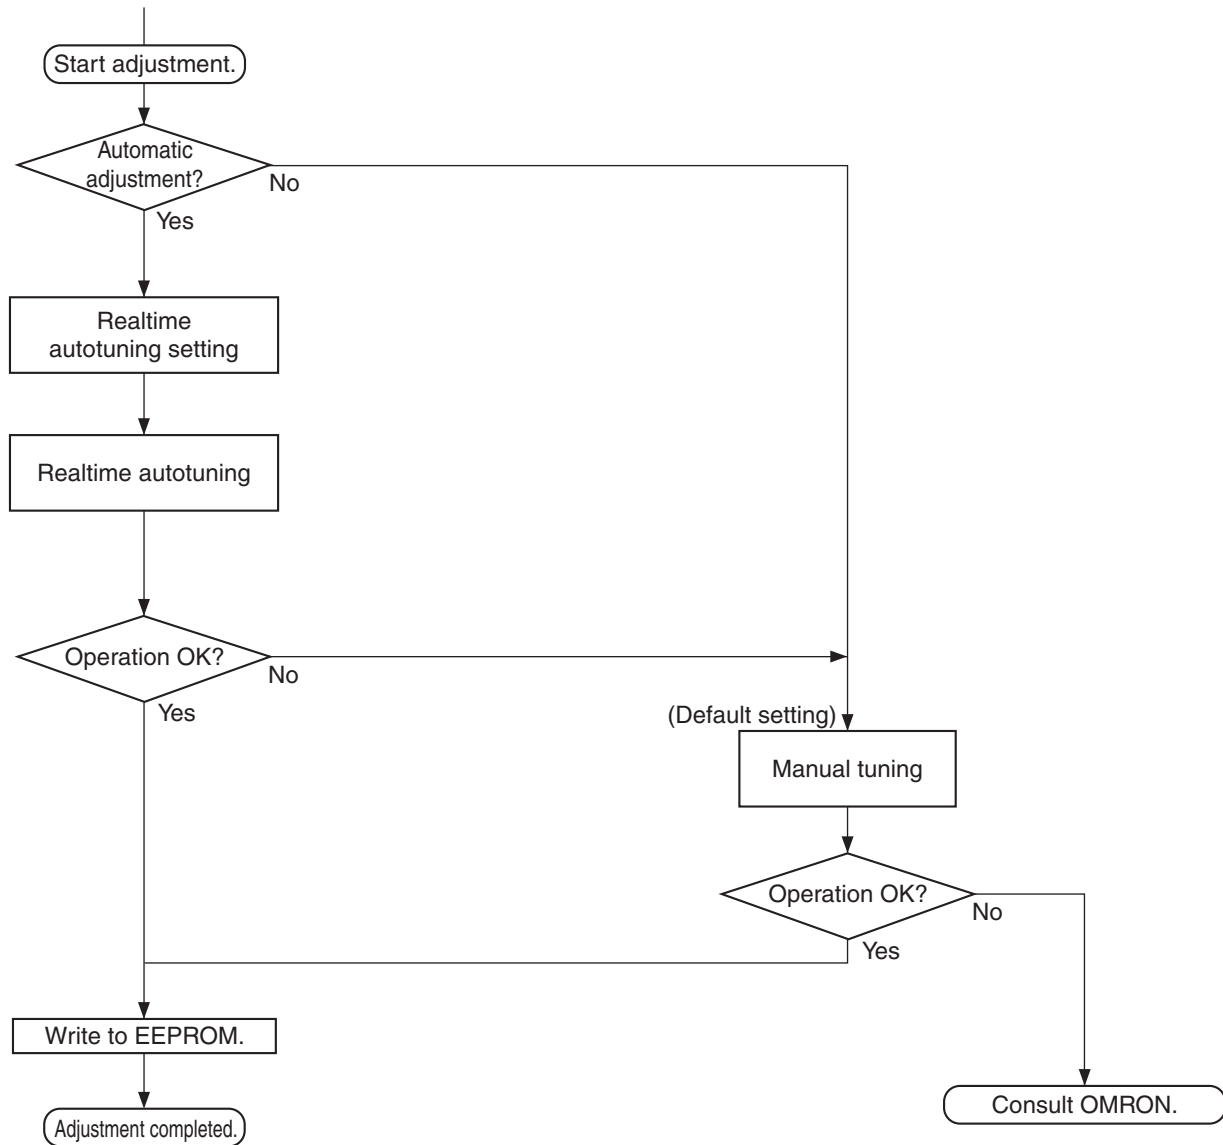 Start adjustment.
Automatic
adjustment?
No
Yes
Realtime
autotuning setting
Realtime autotuning
Operation OK?
No
Yes
(Default setting)
Manual tuning
Operation OK?
No
Yes
Write to EEPROM.
Consult OMRON.
Adjustment completed.